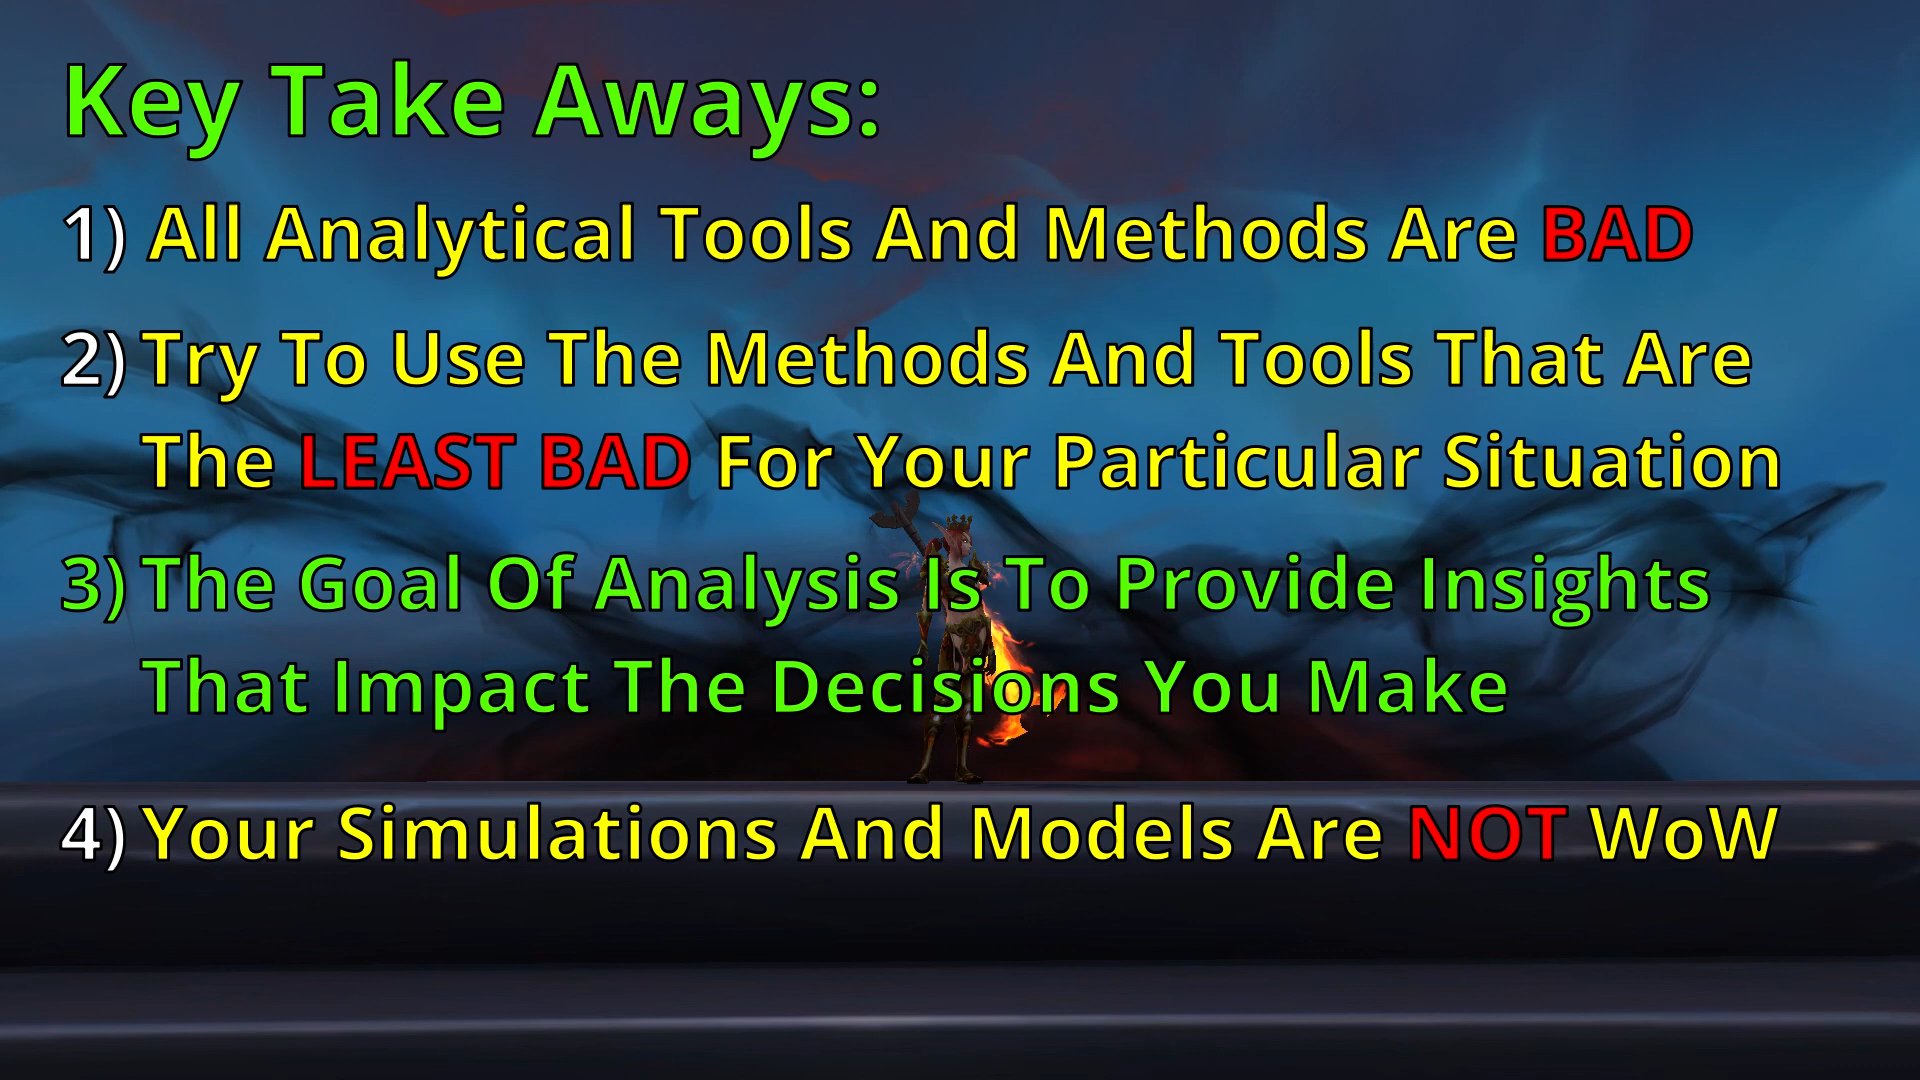 Key Take Aways:
1) All Analytical Tools And Methods Are BAD
2) Try To Use The Methods And Tools That Are
The LEAST BAD For Your Particular Situation
3) The Goal Of Analysis Is To Provide Insights
That Impact The Decisions You Make
4) Your Simulations And Models Are NOT WoW